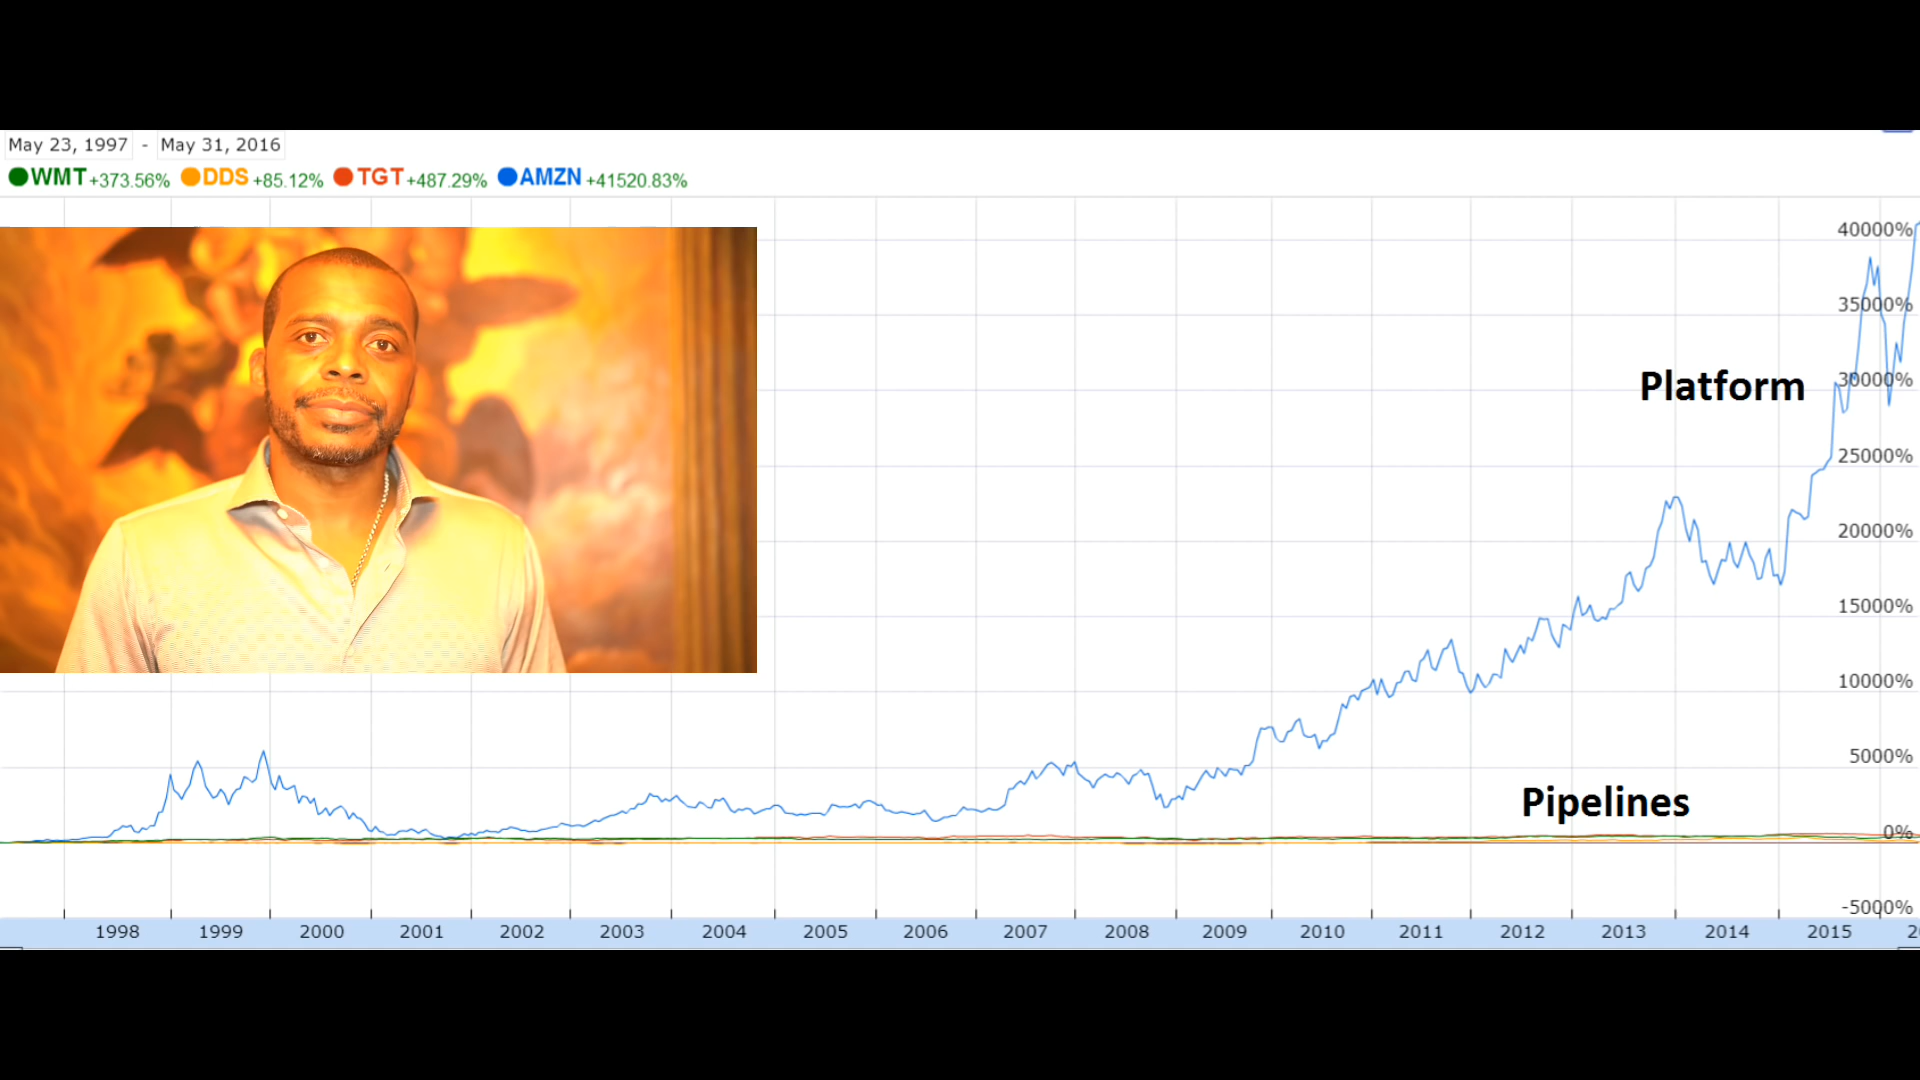 May 23, 1997 - May 31, 2016
WMT +373.56% DDS +85.12% TGT +487.29% AMZN +41520.83%
40000%
35000%
Platform
30000%
25000%
20000%
15000%
10000%
5000%
Pipelines
0%
-5000%
1998 1999 2000 2001 2002 2003 2004 2005 2006 2007 2008 2009 2010 2011 2012 2013 2014 2015